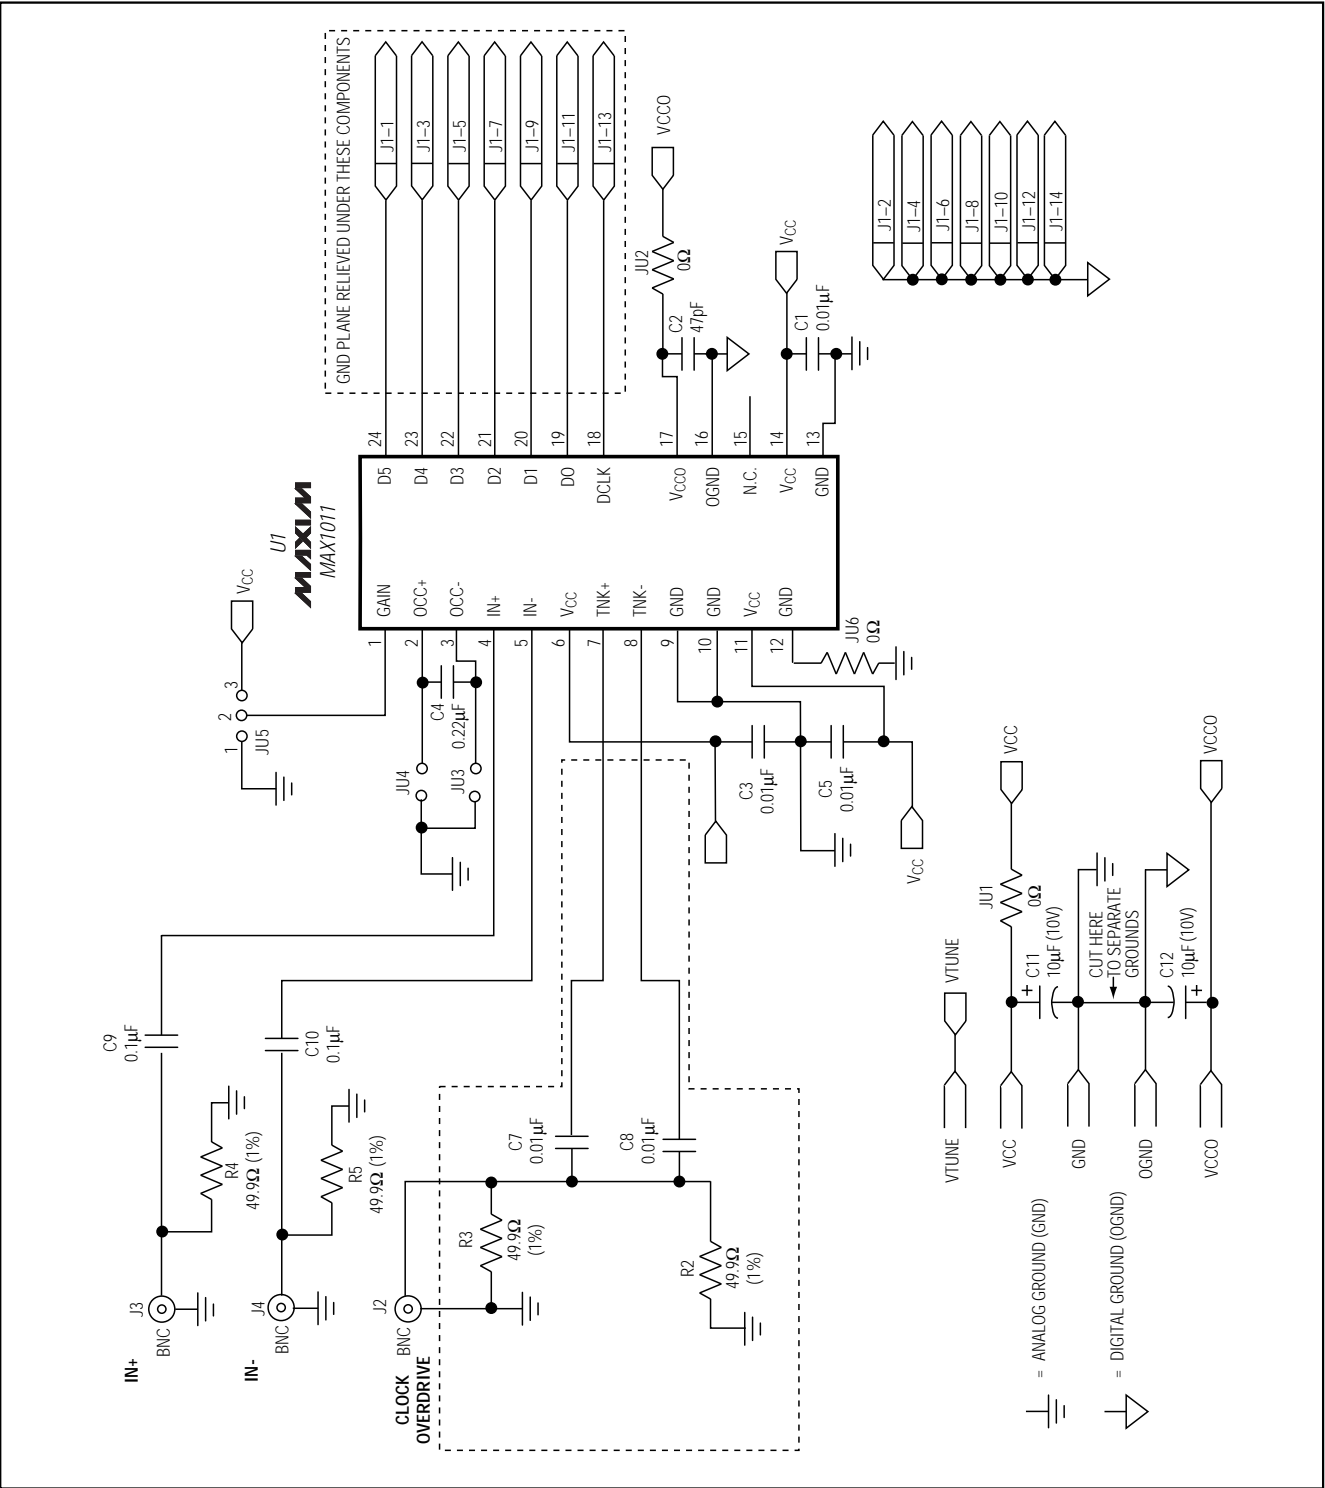 GND PLANE RELIEVED UNDER THESE COMPONENTS
J1–1
J1–3
J1–5
J1–7
J1–9
J1–11
J1–13
VCCO
JU2
0Ω
C2
47pF
VCC
C1
0.01µF
J1–2
J1–4
J1–6
J1–8
J1–10
J1–12
J1–14
24
23
22
21
20
19
18
17
16
15
14
13
D5
D4
D3
D2
D1
DO
DCLK
VCCO
OGND
N.C.
VCC
GND
U1
MAXIM
MAX1011
GAIN
OCC+
OCC-
IN+
IN-
VCC
TNK+
TNK-
GND
GND
VCC
GND
1
2
3
4
5
6
7
8
9
10
11
12
VCC
3
2
1
JU5
C4
0.22µF
JU4
JU3
JU6
0Ω
C3
0.01µF
C5
0.01µF
VCC
C9
0.1µF
C10
0.1µF
R4
49.9Ω (1%)
R5
49.9Ω (1%)
J3
BNC
IN+
J4
BNC
IN-
J2
BNC
CLOCK
OVERDRIVE
R3
49.9Ω
(1%)
R2
49.9Ω
(1%)
C7
0.01µF
C8
0.01µF
VTUNE
VCC
VCCO
JU1
0Ω
+
C11
10µF (10V)
CUT HERE
TO SEPARATE
GROUNDS
C12
10µF (10V)
+
VTUNE
VCC
GND
OGND
VCCO
= ANALOG GROUND (GND)
= DIGITAL GROUND (OGND)